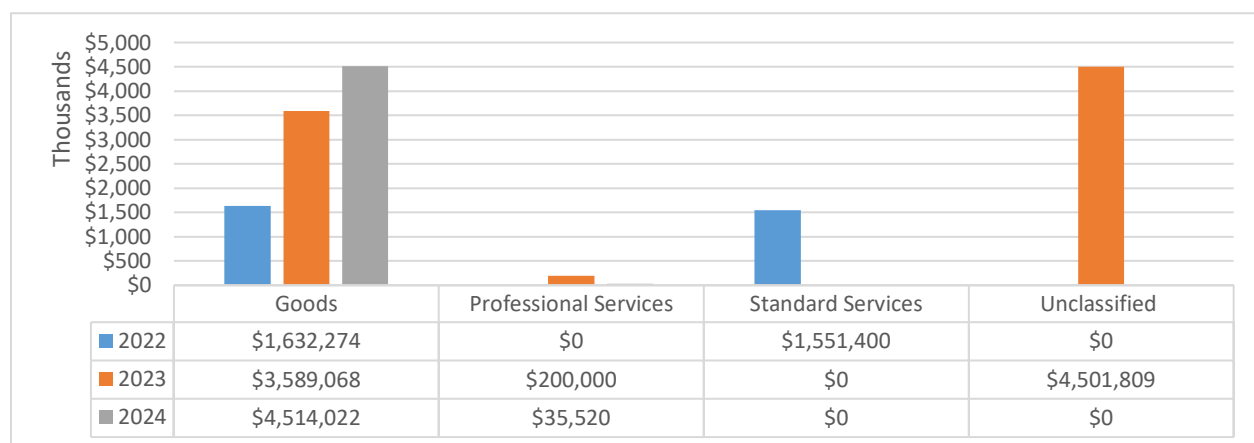 Thousands
$5,000
$4,500
$4,000
$3,500
$3,000
$2,500
$2,000
$1,500
$1,000
$500
$0
Goods Professional Services Standard Services Unclassified
2022 $1,632,274 $0 $1,551,400 $0
2023 $3,589,068 $200,000 $0 $4,501,809
2024 $4,514,022 $35,520 $0 $0